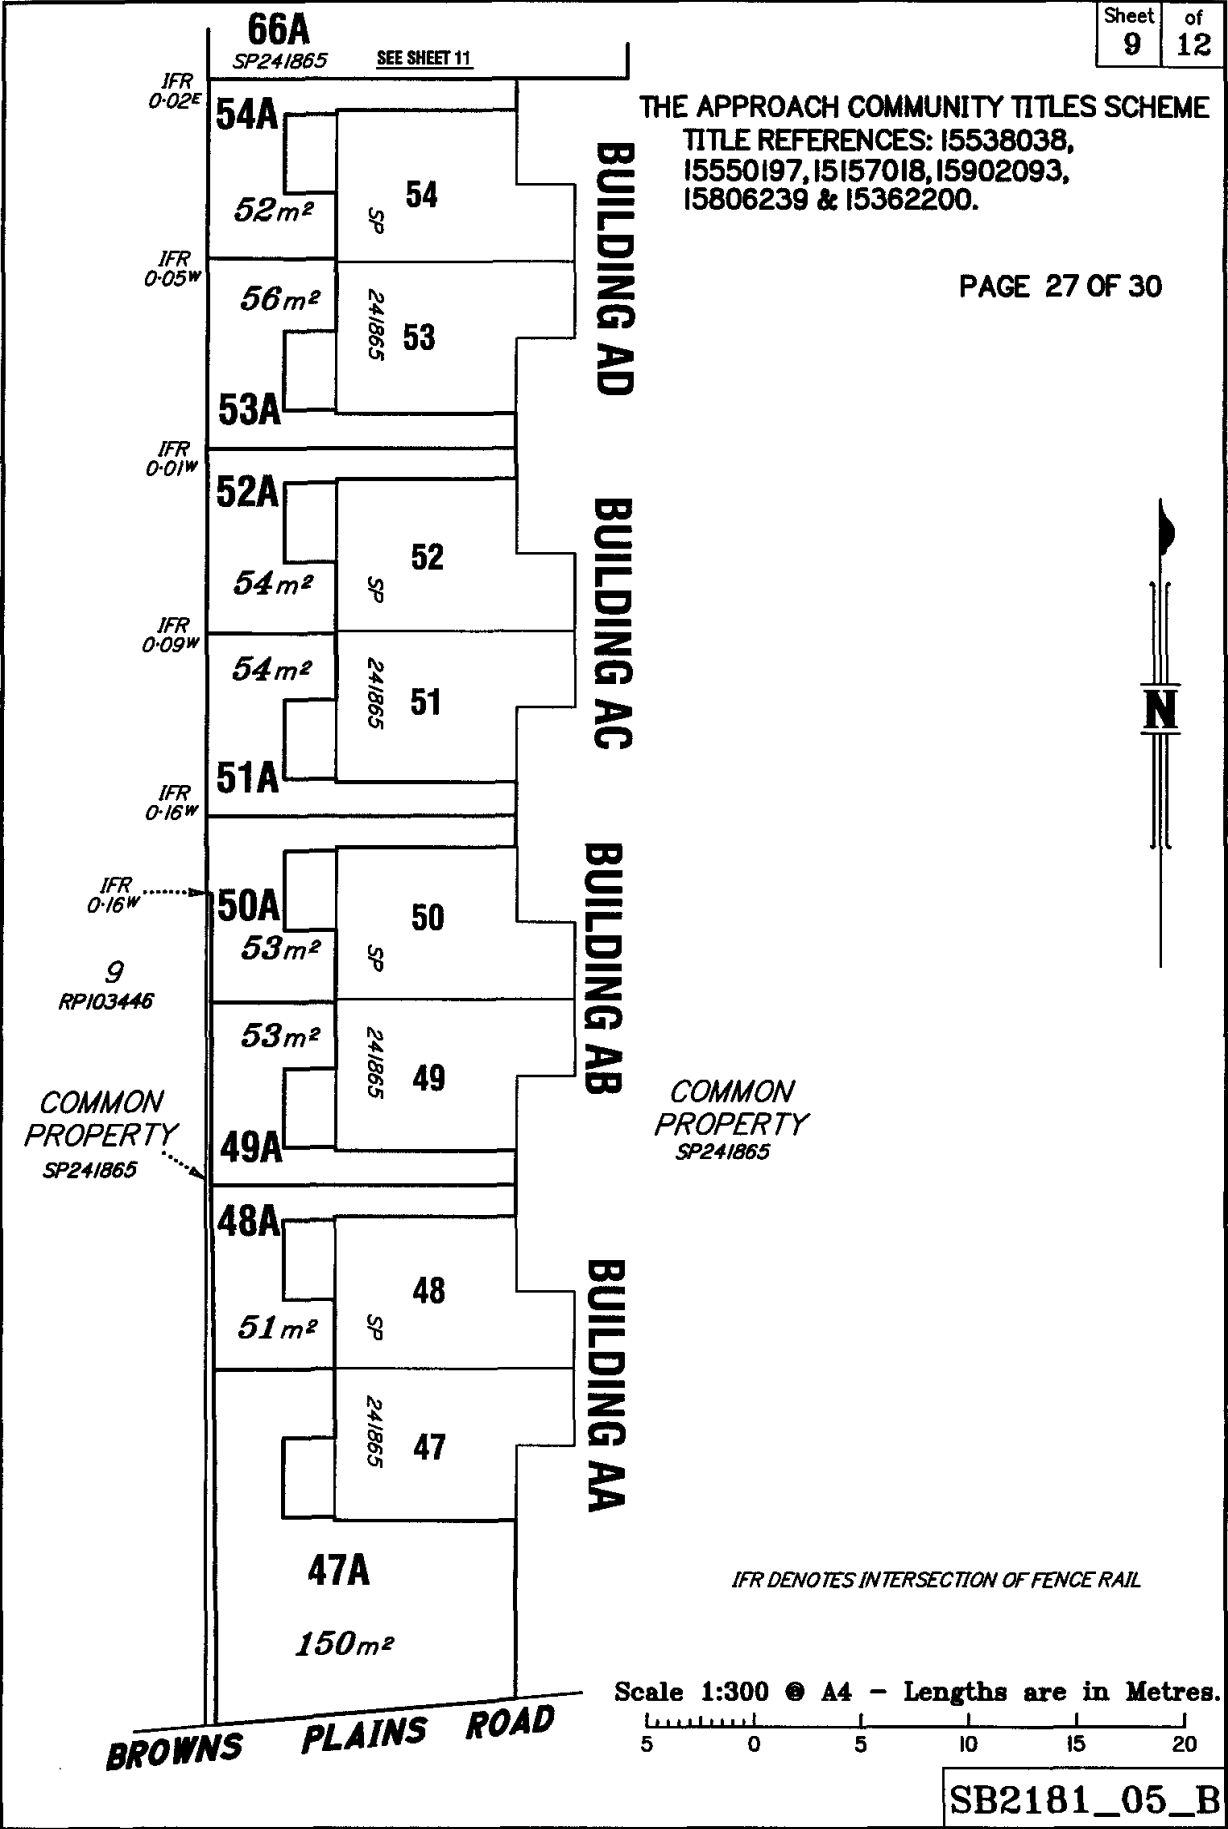 Sheet of
9 12
66A
SP241865
SEE SHEET 11
THE APPROACH COMMUNITY TITLES SCHEME
TITLE REFERENCES: 15538038,
15550197, 15157018, 15902093,
15806239 & 15362200.
PAGE 27 OF 30
IFR
0·02E
54A
54
SP
52m²
BUILDING AD
IFR
0·05W
56m²
241865
53
53A
IFR
0·01W
52A
52
SP
54m²
BUILDING AC
IFR
0·09W
54m²
241865
51
51A
IFR
0·16W
N
IFR
0·16W
50A
50
53m²
SP
BUILDING AB
9
RP103446
53m²
241865
49
49A
COMMON
PROPERTY
SP241865
COMMON
PROPERTY
SP241865
48A
48
51m²
SP
BUILDING AA
241865
47
47A
150m²
IFR DENOTES INTERSECTION OF FENCE RAIL
Scale 1:300 @ A4 - Lengths are in Metres.
BROWNS PLAINS ROAD
5 0 5 10 15 20
SB2181_05_B